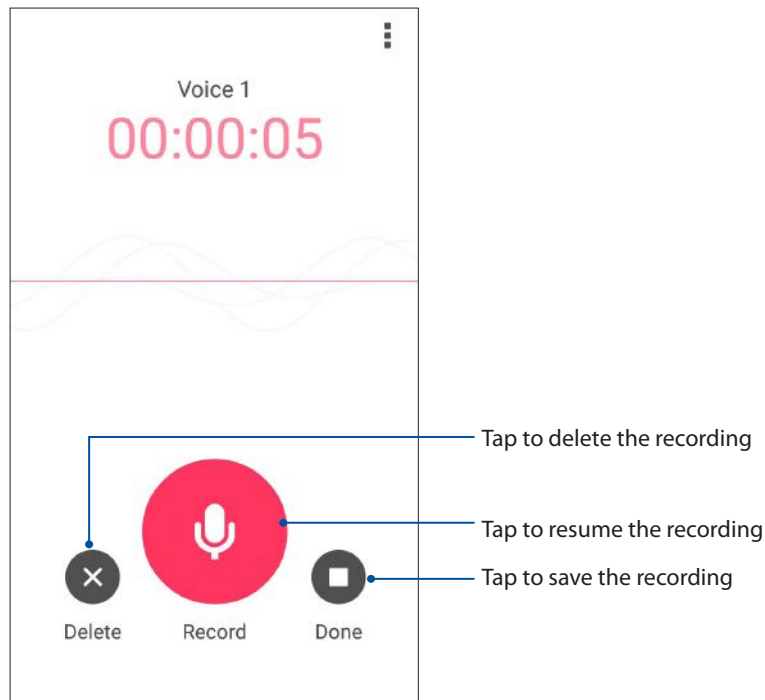 Voice 1
00:00:05
Tap to delete the recording
Tap to resume the recording
Tap to save the recording
Delete Record Done